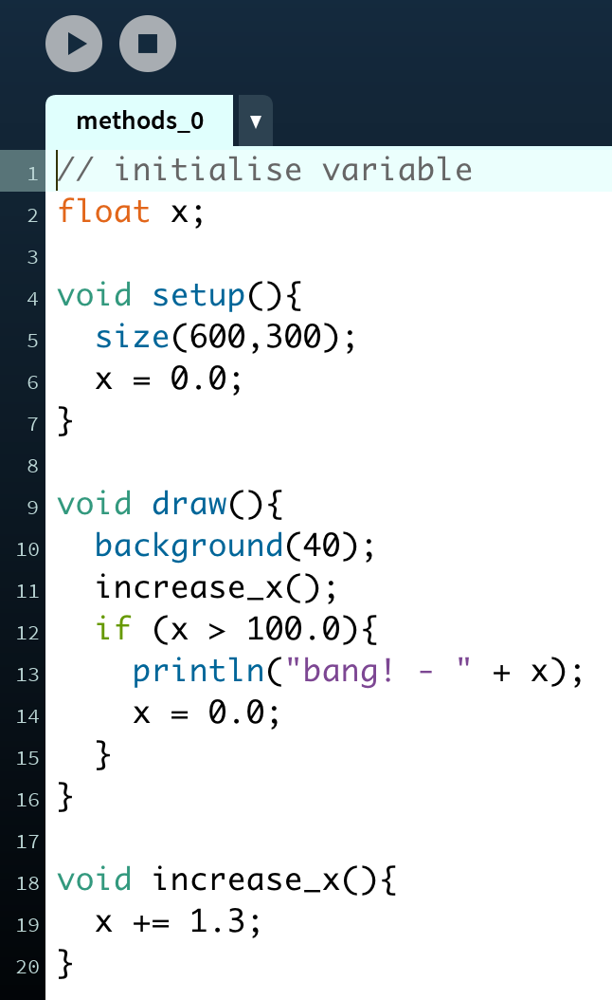 methods_0 ▼
1 // initialise variable
2 float x;
3
4 void setup(){
5   size(600,300);
6   x = 0.0;
7 }
8
9 void draw(){
10   background(40);
11   increase_x();
12   if (x > 100.0){
13     println("bang! - " + x);
14     x = 0.0;
15   }
16 }
17
18 void increase_x(){
19   x += 1.3;
20 }